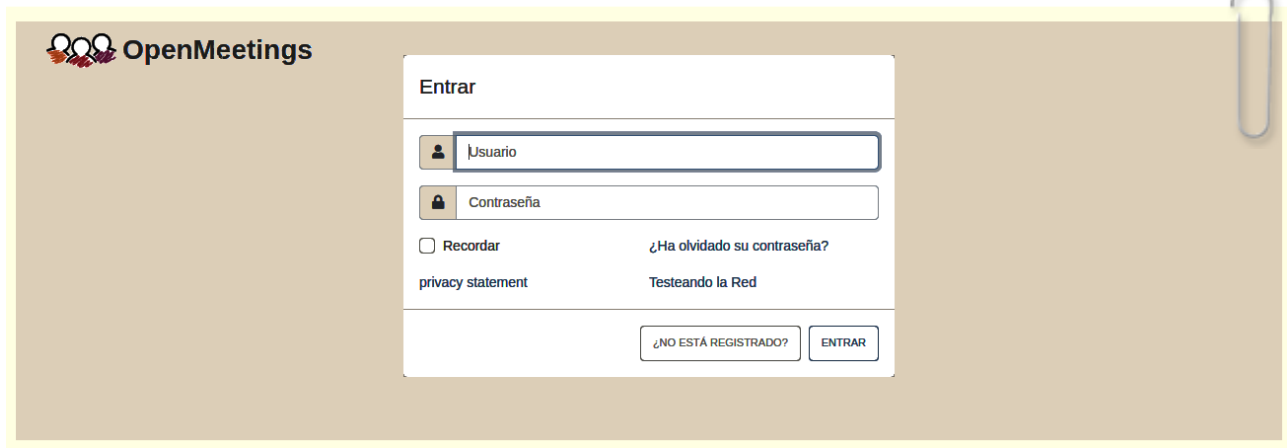 OpenMeetings
Entrar
Usuario
Contraseña
Recordar
¿Ha olvidado su contraseña?
privacy statement
Testeando la Red
¿NO ESTÁ REGISTRADO?
ENTRAR